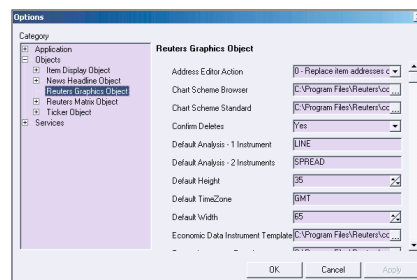 Options
Category
Application
Objects
Item Display Object
News Headline Object
Reuters Graphics Object
Reuters Matrix Object
Ticker Object
Services
Reuters Graphics Object
Address Editor Action 0 - Replace item addresses c
Chart Scheme Browser C:\Program Files\Reuters\cc ...
Chart Scheme Standard C:\Program Files\Reuters\cc ...
Confirm Deletes Yes
Default Analysis - 1 Instrument LINE
Default Analysis - 2 Instruments SPREAD
Default Height 35
Default TimeZone GMT
Default Width 65
Economic Data Instrument Template C:\Program Files\Reuters\cc ...
OK Cancel Apply